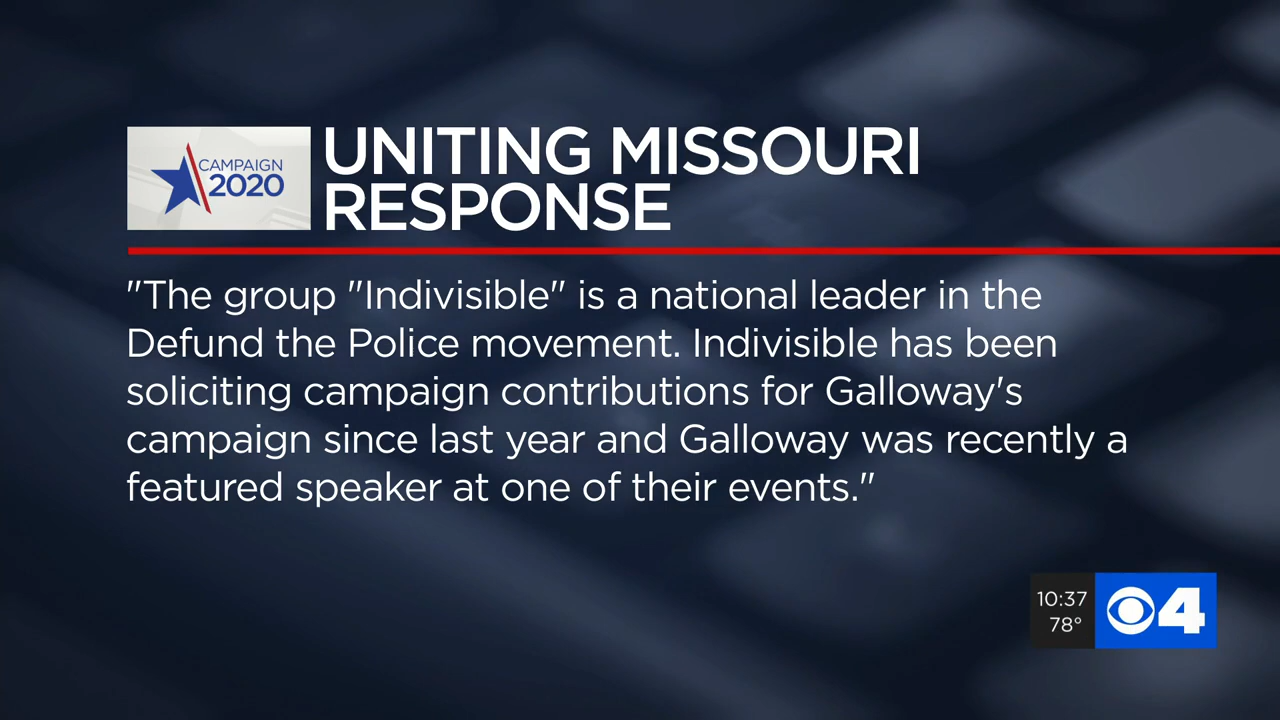 CAMPAIGN
2020
UNITING MISSOURI
RESPONSE
"The group "Indivisible" is a national leader in the
Defund the Police movement. Indivisible has been
soliciting campaign contributions for Galloway's
campaign since last year and Galloway was recently a
featured speaker at one of their events."
10:37
78°
4